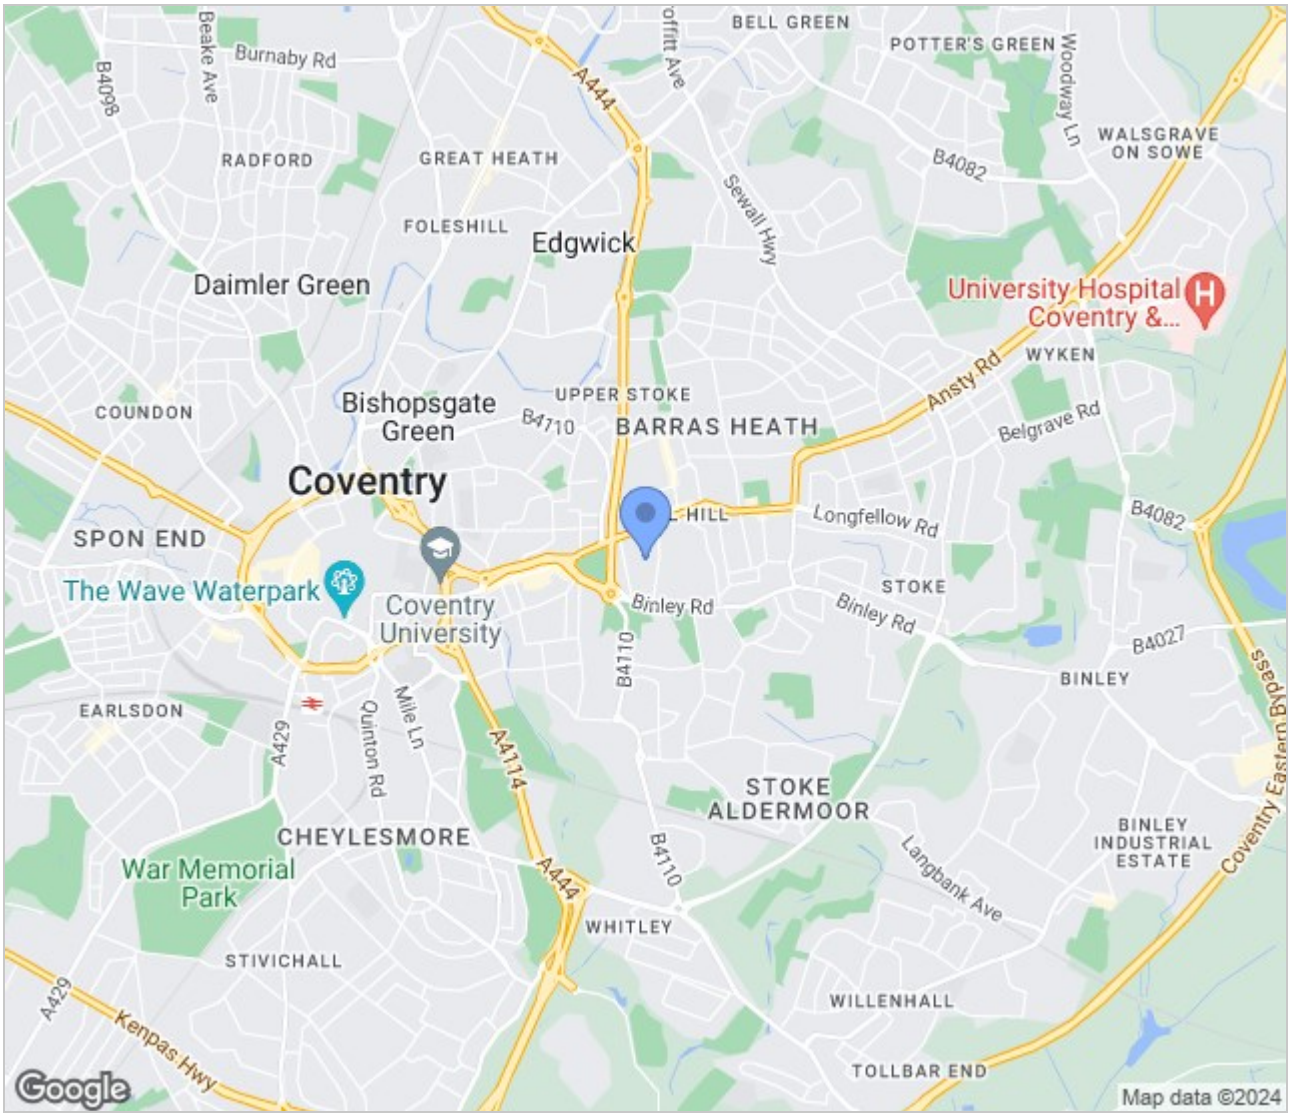 BELL GREEN
POTTER'S GREEN
Beake Ave
Burnaby Rd
B4098
A444
Woodway Ln
WALSGRAVE
ON SOWE
RADFORD
GREAT HEATH
B4082
Sewall Hwy
FOLESHILL
Edgwick
Daimler Green
University Hospital
Coventry &...
H
WYKEN
Ansty Rd
UPPER STOKE
Bishopsgate
Green
COUNDON
B4710
BARRAS HEATH
Belgrave Rd
Coventry
HILL
Longfellow Rd
B4082
SPON END
The Wave Waterpark
Coventry
University
Binley Rd
Binley Rd
STOKE
B4027
B4110
BINLEY
EARLSDON
A429
Quinton Rd
Mile Ln
A4114
Coventry Eastern Bypass
STOKE
ALDERMOOR
CHEYLESMORE
B4110
BINLEY
INDUSTRIAL
ESTATE
War Memorial
Park
A444
Langbank Ave
WHITLEY
STIVICHALL
A429
WILLENHALL
Kenpas Hwy
TOLLBAR END
Google
Map data ©2024